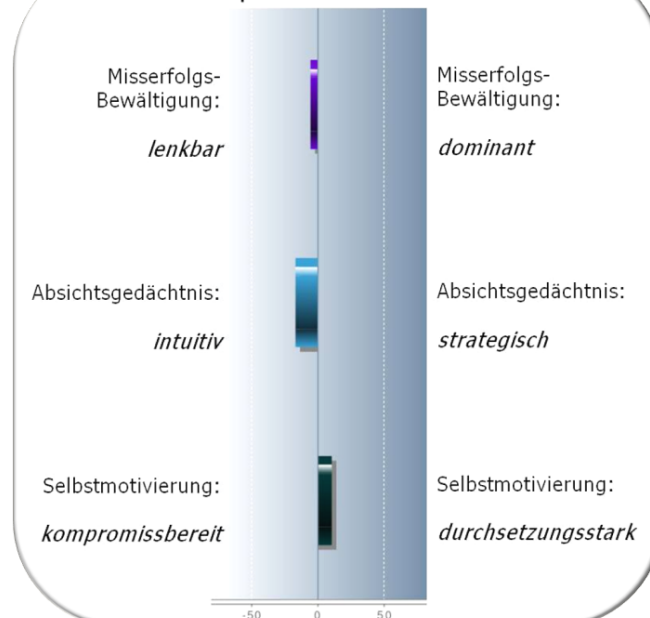 Misserfolgs-
Bewältigung:
lenkbar
Misserfolgs-
Bewältigung:
dominant
Absichtsgedächtnis:
intuitiv
Absichtsgedächtnis:
strategisch
Selbstmotivierung:
kompromissbereit
Selbstmotivierung:
durchsetzungsstark
-50 0 50